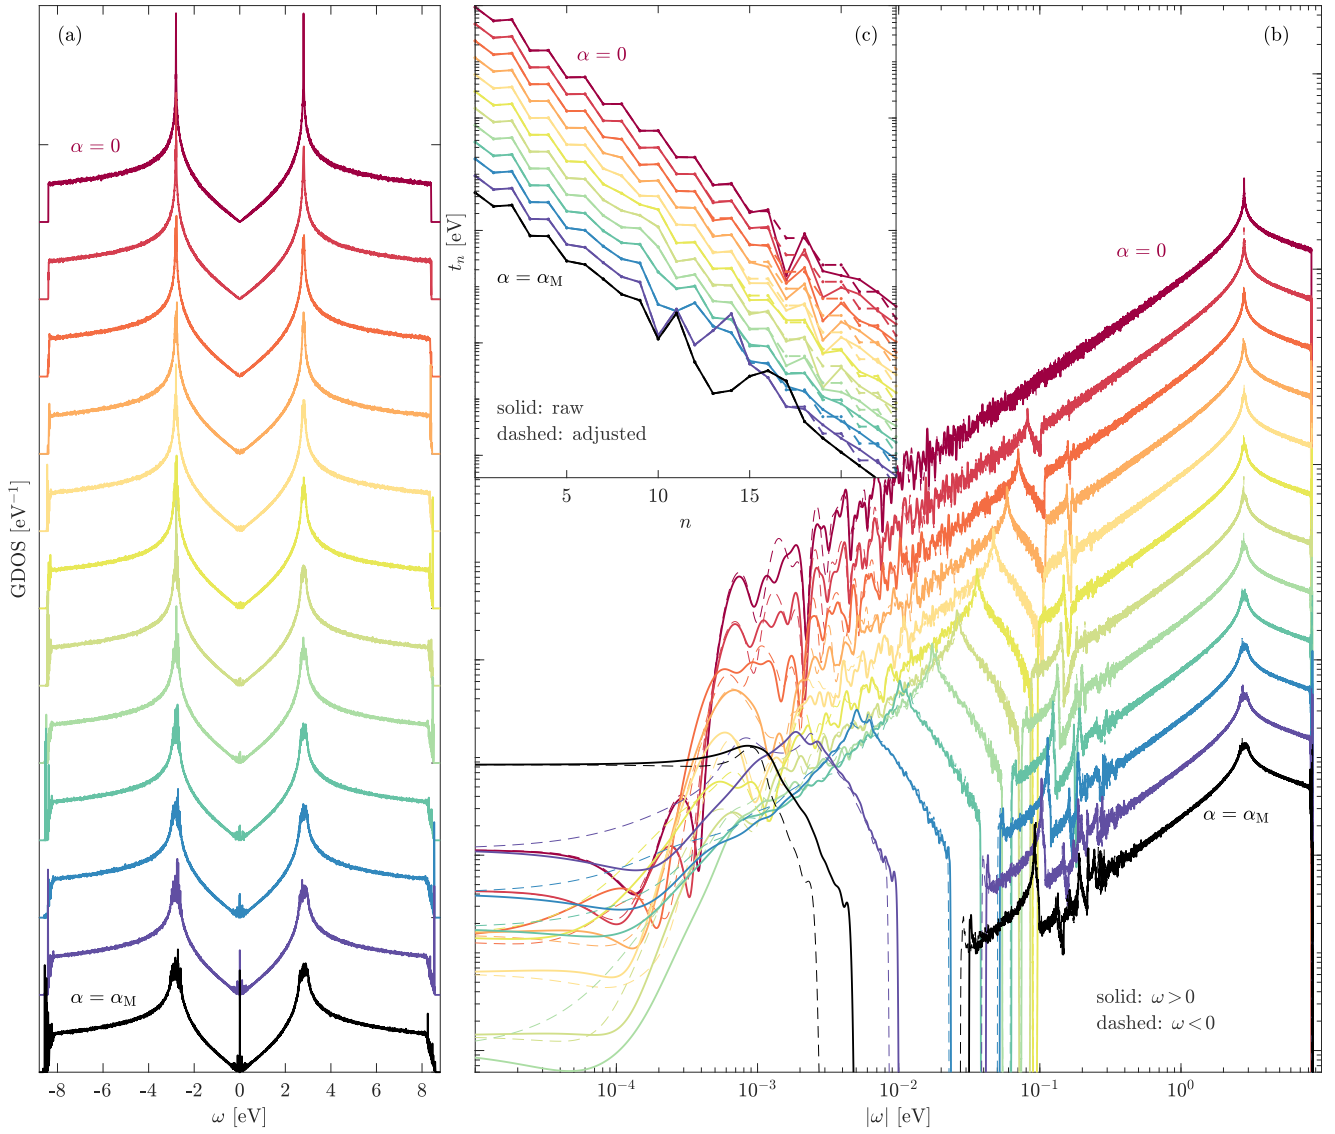 (a)
α = 0
α = α_M
GDOS [eV⁻¹]
-8 -6 -4 -2 0 2 4 6 8
ω [eV]
(c)
α = 0
t_n [eV]
α = α_M
solid: raw
dashed: adjusted
5 10 15
n
(b)
α = 0
α = α_M
solid: ω > 0
dashed: ω < 0
10⁻⁴ 10⁻³ 10⁻² 10⁻¹ 10⁰
|ω| [eV]